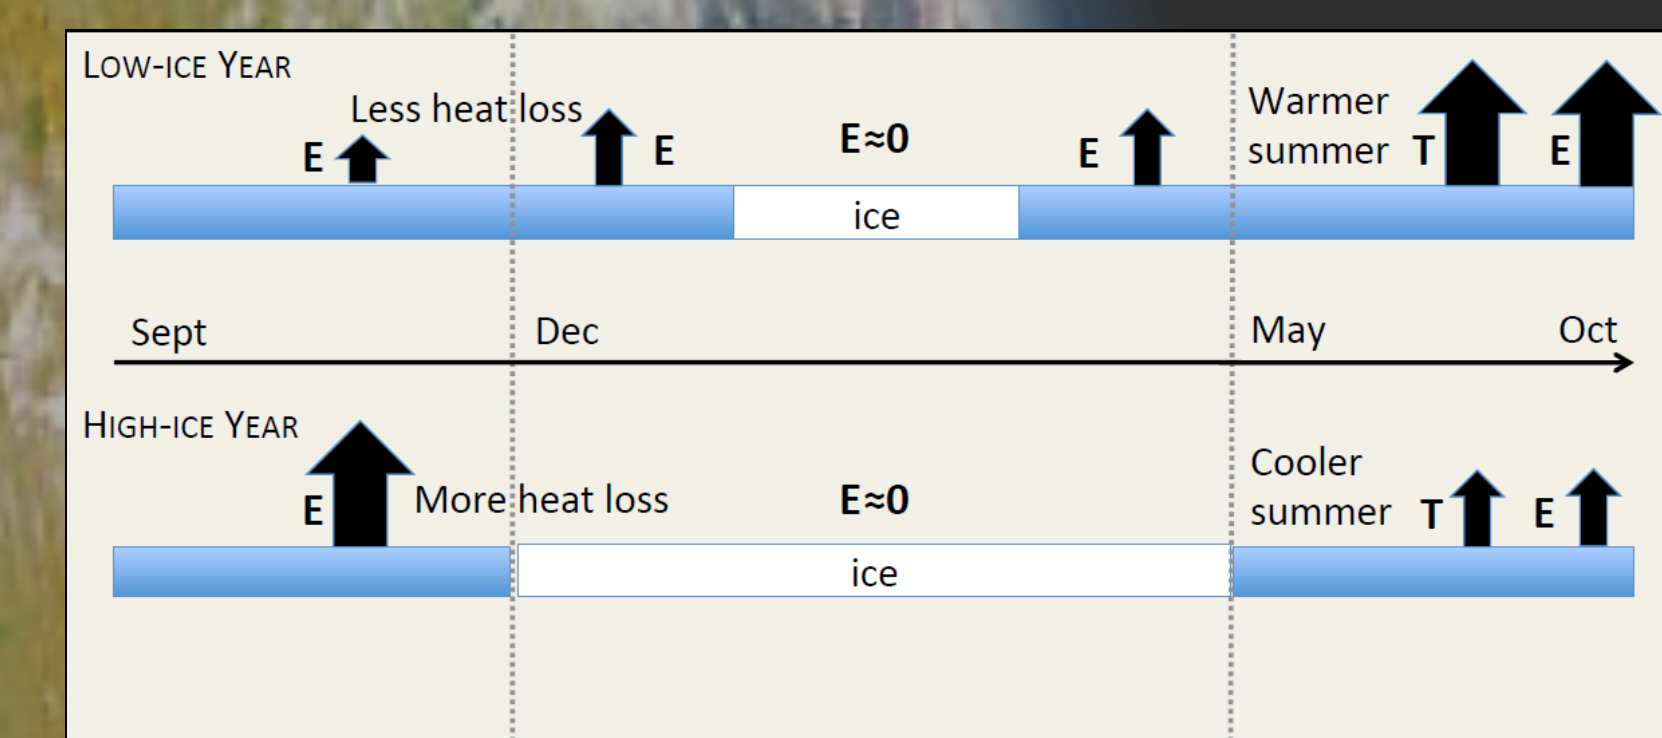 LOW-ICE YEAR
Less heat loss
E
E
E≈0
E
Warmer
summer
T
E
ice
Sept
Dec
May
Oct
HIGH-ICE YEAR
E
More heat loss
E≈0
Cooler
summer
T
E
ice